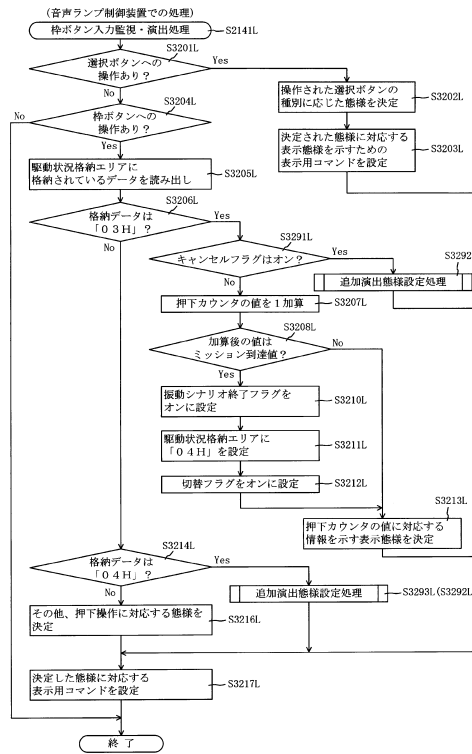 (音声ランプ制御装置での処理)
枠ボタン入力監視・演出処理
S2141L
S3201L
選択ボタンへの
操作あり？
Yes
No
操作された選択ボタンの
種別に応じた態様を決定
S3202L
S3204L
枠ボタンへの
操作あり？
No
Yes
決定された態様に対応する
表示態様を示すための
表示用コマンドを設定
S3203L
駆動状況格納エリアに
格納されているデータを読み出し
S3205L
S3206L
格納データは
「03H」？
Yes
No
S3291L
キャンセルフラグはオン？
Yes
No
S3292
追加演出態様設定処理
押下カウンタの値を1加算
S3207L
S3208L
加算後の値は
ミッション到達値？
No
Yes
振動シナリオ終了フラグを
オンに設定
S3210L
駆動状況格納エリアに
「04H」を設定
S3211L
切替フラグをオンに設定
S3212L
S3213L
押下カウンタの値に対応する
情報を示す表示態様を決定
S3214L
格納データは
「04H」？
Yes
No
追加演出態様設定処理
S3293L(S3292L
その他、押下操作に対応する態様を
決定
S3216L
決定した態様に対応する
表示用コマンドを設定
S3217L
終了